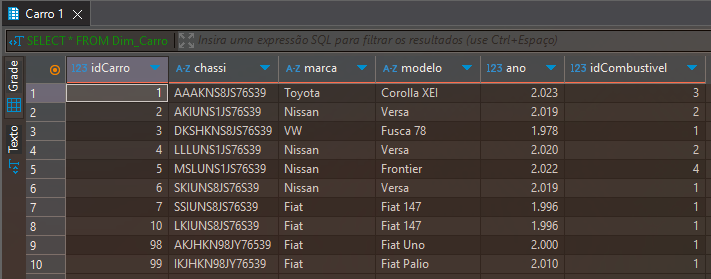 Carro 1
SELECT * FROM Dim_Carro Insira uma expressão SQL para filtrar os resultados (use Ctrl+Espaço)
Grade
Texto
123 idCarro A-Z chassi A-Z marca A-Z modelo 123 ano 123 idCombustivel
1 1 AAAKNS8JS76S39 Toyota Corolla XEI 2.023 3
2 2 AKIUNS1JS76S39 Nissan Versa 2.019 2
3 3 DKSHKNS8JS76S39 VW Fusca 78 1.978 1
4 4 LLLUNS1JS76S39 Nissan Versa 2.020 2
5 5 MSLUNS1JS76S39 Nissan Frontier 2.022 4
6 6 SKIUNS8JS76S39 Nissan Versa 2.019 1
7 7 SSIUNS8JS76S39 Fiat Fiat 147 1.996 1
8 10 LKIUNS8JS76S39 Fiat Fiat 147 1.996 1
9 98 AKJHKN98JY76539 Fiat Fiat Uno 2.000 1
10 99 IKJHKN98JY76539 Fiat Fiat Palio 2.010 1